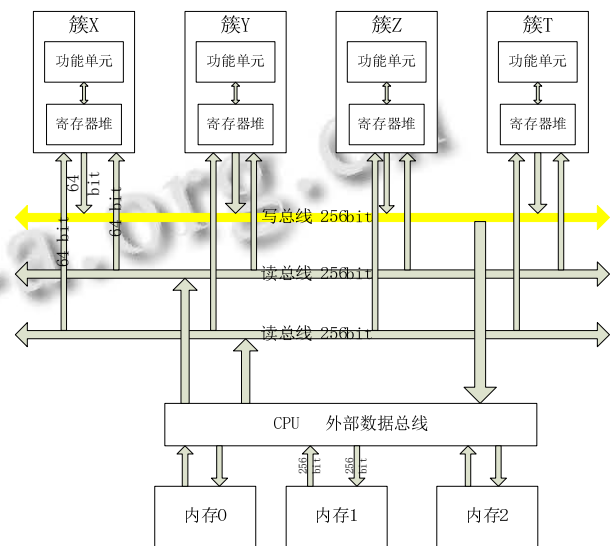 簇X
簇Y
簇Z
簇T
功能单元
功能单元
功能单元
功能单元
寄存器堆
寄存器堆
寄存器堆
寄存器堆
64 bit
64
bit
64 bit
写总线 256bit
读总线 256bit
读总线 256bit
CPU 外部数据总线
256
bit
256
bit
内存0
内存1
内存2